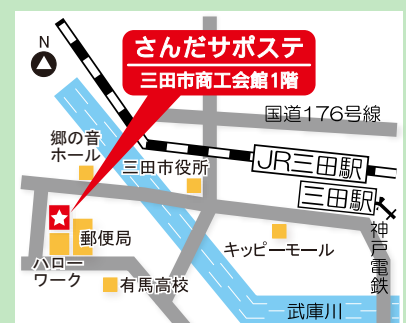 N
さんだサポステ
三田市商工会館1階
国道176号線
郷の音
ホール
三田市役所
JR三田駅
三田駅
神戸電鉄
郵便局
キッピーモール
ハロー
ワーク
有馬高校
武庫川